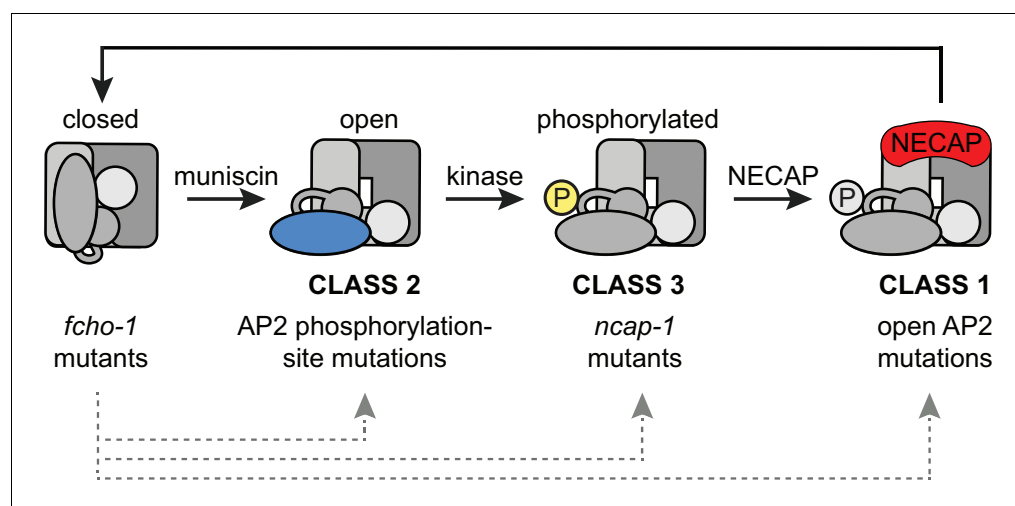 closed
open
phosphorylated
NECAP
muniscin
kinase
NECAP
P
P
CLASS 2
CLASS 3
CLASS 1
fcho-1
mutants
AP2 phosphorylation-
site mutations
ncap-1
mutants
open AP2
mutations